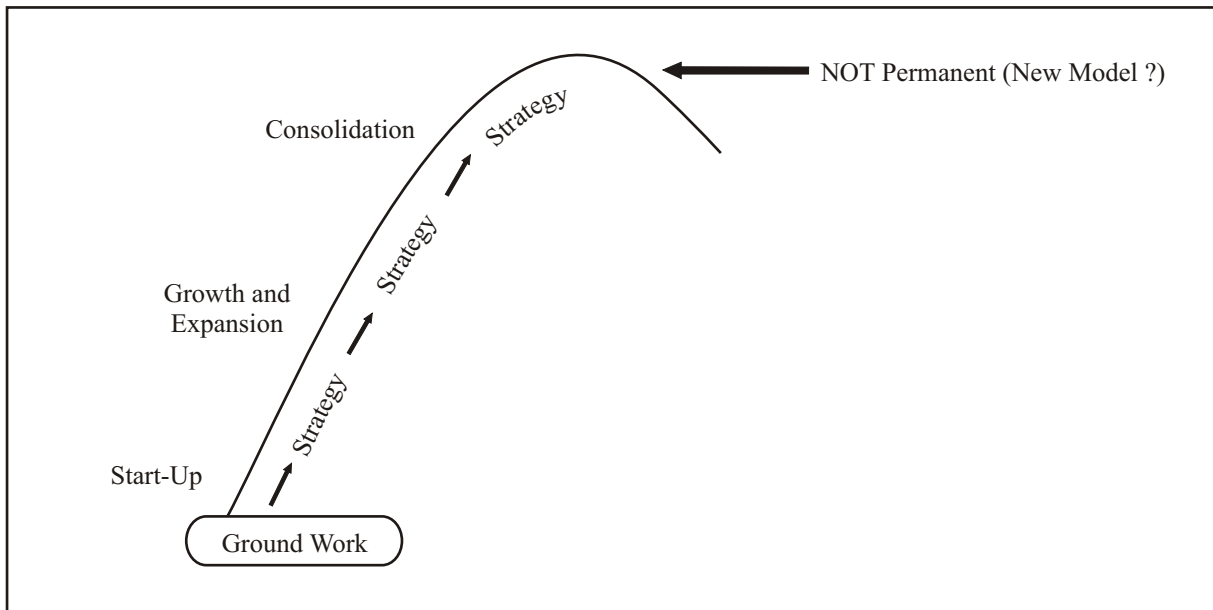 NOT Permanent (New Model ?)
Consolidation
Strategy
Strategy
Growth and
Expansion
Strategy
Start-Up
Ground Work